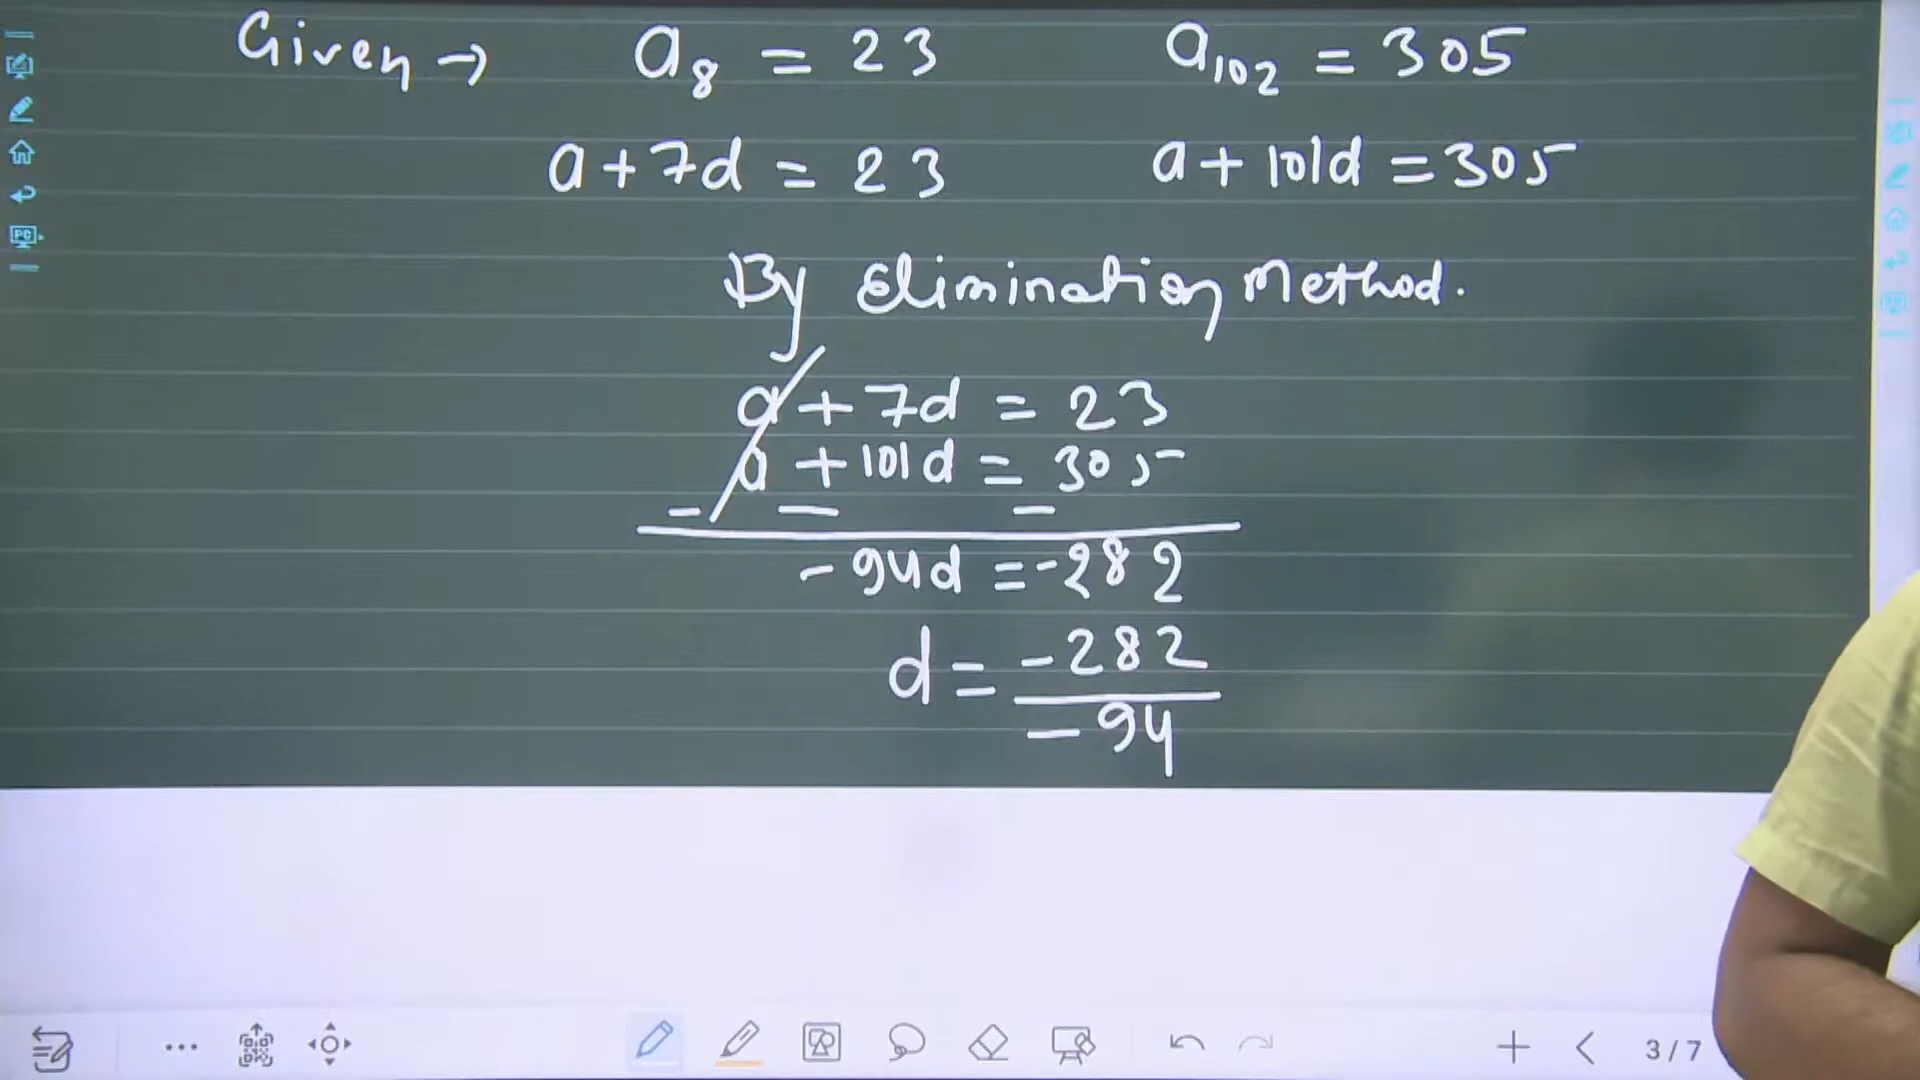 Given → a₈ = 23 a₁₀₂ = 305
a + 7d = 23 a + 101d = 305
By Elimination Method.
a + 7d = 23
a + 101d = 305
- - -
-94d = -282
d = -282
-94
PC
3/7